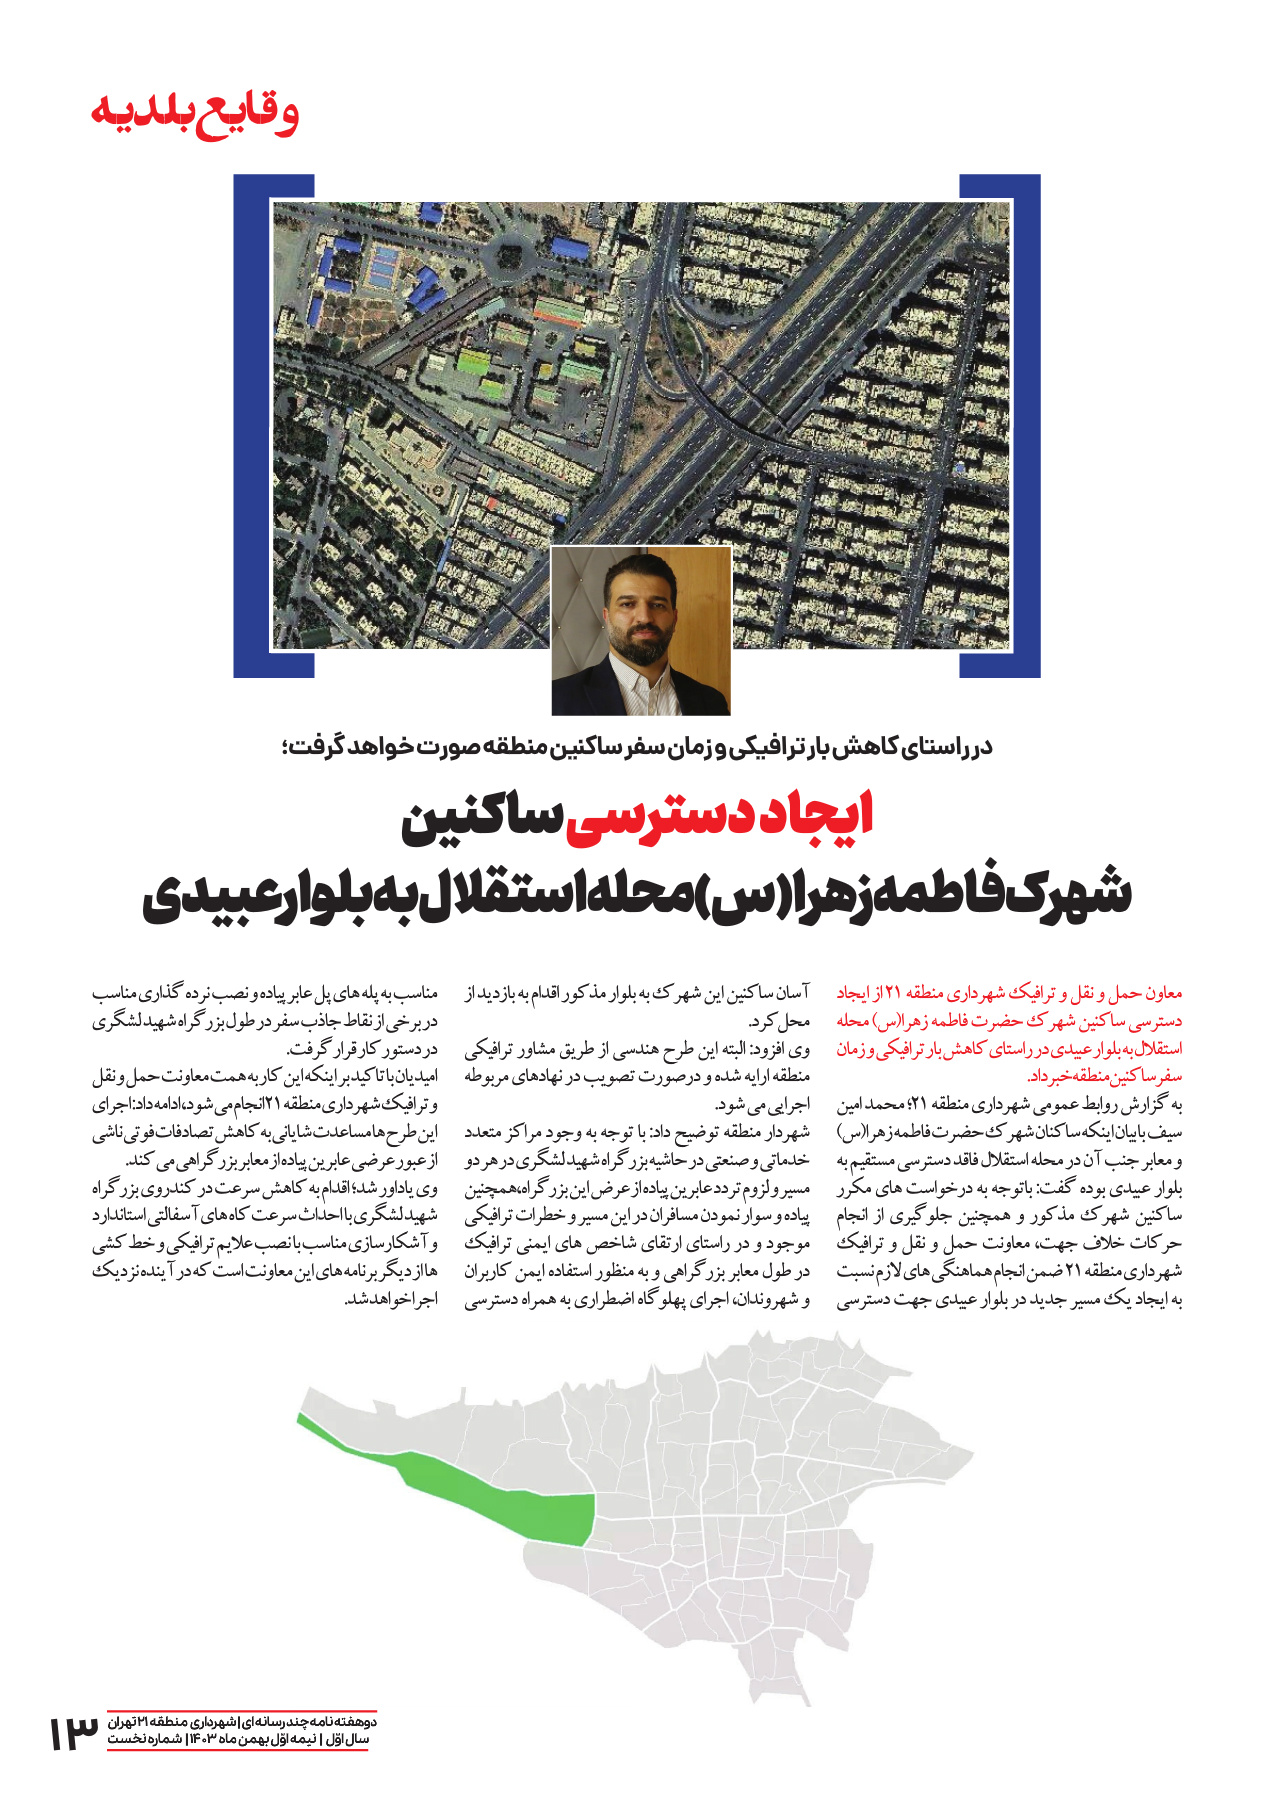 وقایع بلدیه
در راستای کاهش بار ترافیکی و زمان سفر ساکنین منطقه صورت خواهد گرفت؛
ایجاد دسترسی ساکنین
شهرک فاطمه زهرا(س) محله استقلال به بلوار عبیدی
معاون حمل و نقل و ترافیک شهرداری منطقه ۲۱ از ایجاد
دسترسی ساکنین شهرک حضرت فاطمه زهرا(س) محله
استقلال به بلوار عبیدی در راستای کاهش بار ترافیکی و زمان
سفر ساکنین منطقه خبر داد.
به گزارش روابط عمومی شهرداری منطقه ۲۱؛ محمد امین
سیف با بیان اینکه ساکنان شهرک حضرت فاطمه زهرا(س)
و معابر جنب آن در محله استقلال فاقد دسترسی مستقیم به
بلوار عبیدی بوده گفت: باتوجه به درخواست های مکرر
ساکنین شهرک مذکور و همچنین جلوگیری از انجام
حرکات خلاف جهت، معاونت حمل و نقل و ترافیک
شهرداری منطقه ۲۱ ضمن انجام هماهنگی های لازم نسبت
به ایجاد یک مسیر جدید در بلوار عبیدی جهت دسترسی
آسان ساکنین این شهرک به بلوار مذکور اقدام به بازدید از
محل کرد.
وی افزود: البته این طرح هندسی از طریق مشاور ترافیکی
منطقه ارایه شده و درصورت تصویب در نهادهای مربوطه
اجرایی می شود.
شهردار منطقه توضیح داد: با توجه به وجود مراکز متعدد
خدماتی و صنعتی در حاشیه بزرگراه شهید لشگری در هر دو
مسیر و لزوم تردد عابرین پیاده از عرض این بزرگراه،همچنین
پیاده و سوار نمودن مسافران در این مسیر و خطرات ترافیکی
موجود و در راستای ارتقای شاخص های ایمنی ترافیک
در طول معابر بزرگراهی و به منظور استفاده ایمن کاربران
و شهروندان، اجرای پهلوگاه اضطراری به همراه دسترسی
مناسب به پله های پل عابر پیاده و نصب نرده گذاری مناسب
در برخی از نقاط جاذب سفر در طول بزرگراه شهید لشگری
در دستور کار قرار گرفت.
امیدیان با تاکید بر اینکه این کار به همت معاونت حمل و نقل
و ترافیک شهرداری منطقه ۲۱ انجام می شود، ادامه داد: اجرای
این طرح ها مساعدت شایانی به کاهش تصادفات فوتی ناشی
از عبور عرضی عابرین پیاده از معابر بزرگراهی می کند.
وی یاداور شد؛ اقدام به کاهش سرعت در کندروی بزرگراه
شهید لشگری با احداث سرعت کاه های آسفالتی استاندارد
و آشکارسازی مناسب با نصب علایم ترافیکی و خط کشی
ها از دیگر برنامه های این معاونت است که در آینده نزدیک
اجرا خواهد شد.
دوهفته نامه چند رسانه ای | شهرداری منطقه ۲۱ تهران
سال اوّل | نیمه اوّل بهمن ماه ۱۴۰۳ | شماره نخست
۱۳